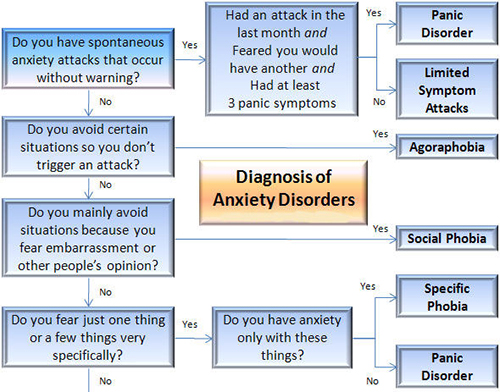 Do you have spontaneous
anxiety attacks that occur
without warning?
Yes
Had an attack in the
last month and
Feared you would
have another and
Had at least
3 panic symptoms
Yes
Panic
Disorder
No
Limited
Symptom
Attacks
No
Do you avoid certain
situations so you don't
trigger an attack?
Yes
Agoraphobia
Diagnosis of
Anxiety Disorders
No
Do you mainly avoid
situations because you
fear embarrassment or
other people's opinion?
Yes
Social Phobia
No
Do you fear just one thing
or a few things very
specifically?
Yes
Do you have anxiety
only with these
things?
Yes
Specific
Phobia
No
Panic
Disorder
No